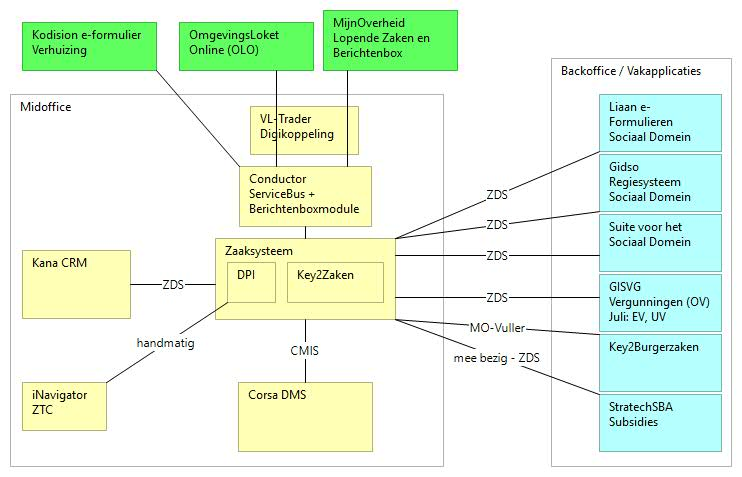 Kodision e-formulier
Verhuizing
OmgevingsLoket
Online (OLO)
MijnOverheid
Lopende Zaken en
Berichtenbox
Midoffice
VL-Trader
Digikoppeling
Conductor
ServiceBus +
Berichtenboxmodule
Zaaksysteem
DPI
Key2Zaken
Kana CRM
ZDS
handmatig
CMIS
iNavigator
ZTC
Corsa DMS
ZDS
ZDS
ZDS
ZDS
MO-Vuller
mee bezig - ZDS
Backoffice / Vakapplicaties
Liaan e-
Formulieren
Sociaal Domein
Gidso
Regiesysteem
Sociaal Domein
Suite voor het
Sociaal Domein
GISVG
Vergunningen (OV)
Juli: EV, UV
Key2Burgerzaken
StratechSBA
Subsidies